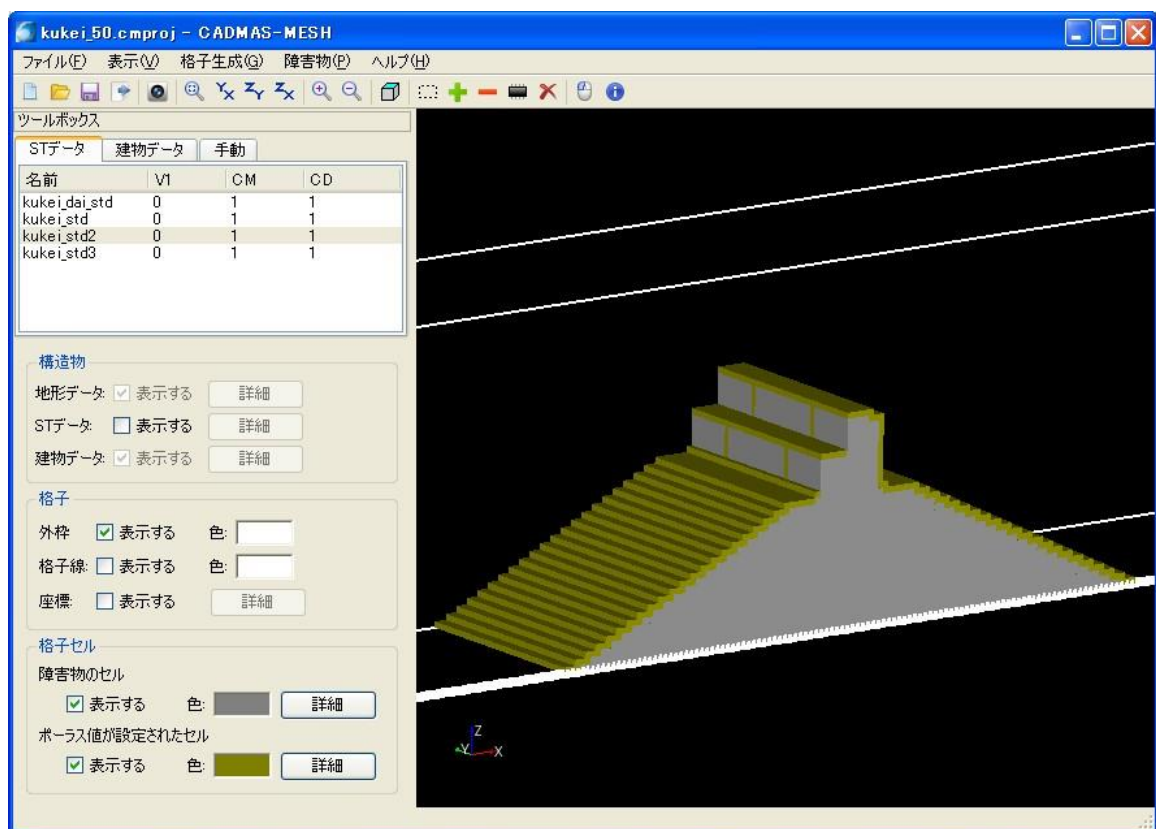 kukei_50.cmproj - CADMAS-MESH
ファイル(F) 表示(V) 格子生成(G) 障害物(P) ヘルプ(H)
ツールボックス
STデータ 建物データ 手動
名前 V1 CM CD
kukei_dai_std 0 1 1
kukei_std 0 1 1
kukei_std2 0 1 1
kukei_std3 0 1 1
構造物
地形データ: 表示する 詳細
STデータ: 表示する 詳細
建物データ: 表示する 詳細
格子
外枠 表示する 色:
格子線: 表示する 色:
座標: 表示する 詳細
格子セル
障害物のセル
表示する 色: 詳細
ポーラス値が設定されたセル
表示する 色: 詳細
Z
Y X